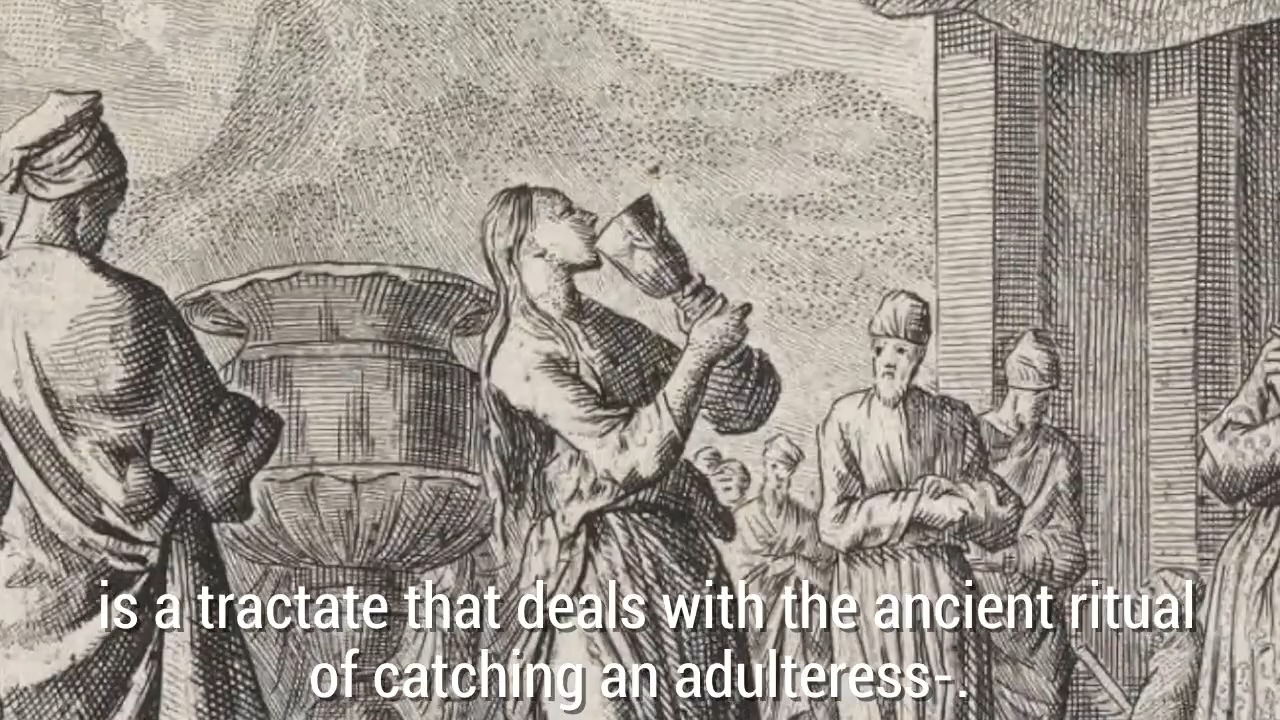 is a tractate that deals with the ancient ritual
of catching an adulteress-.